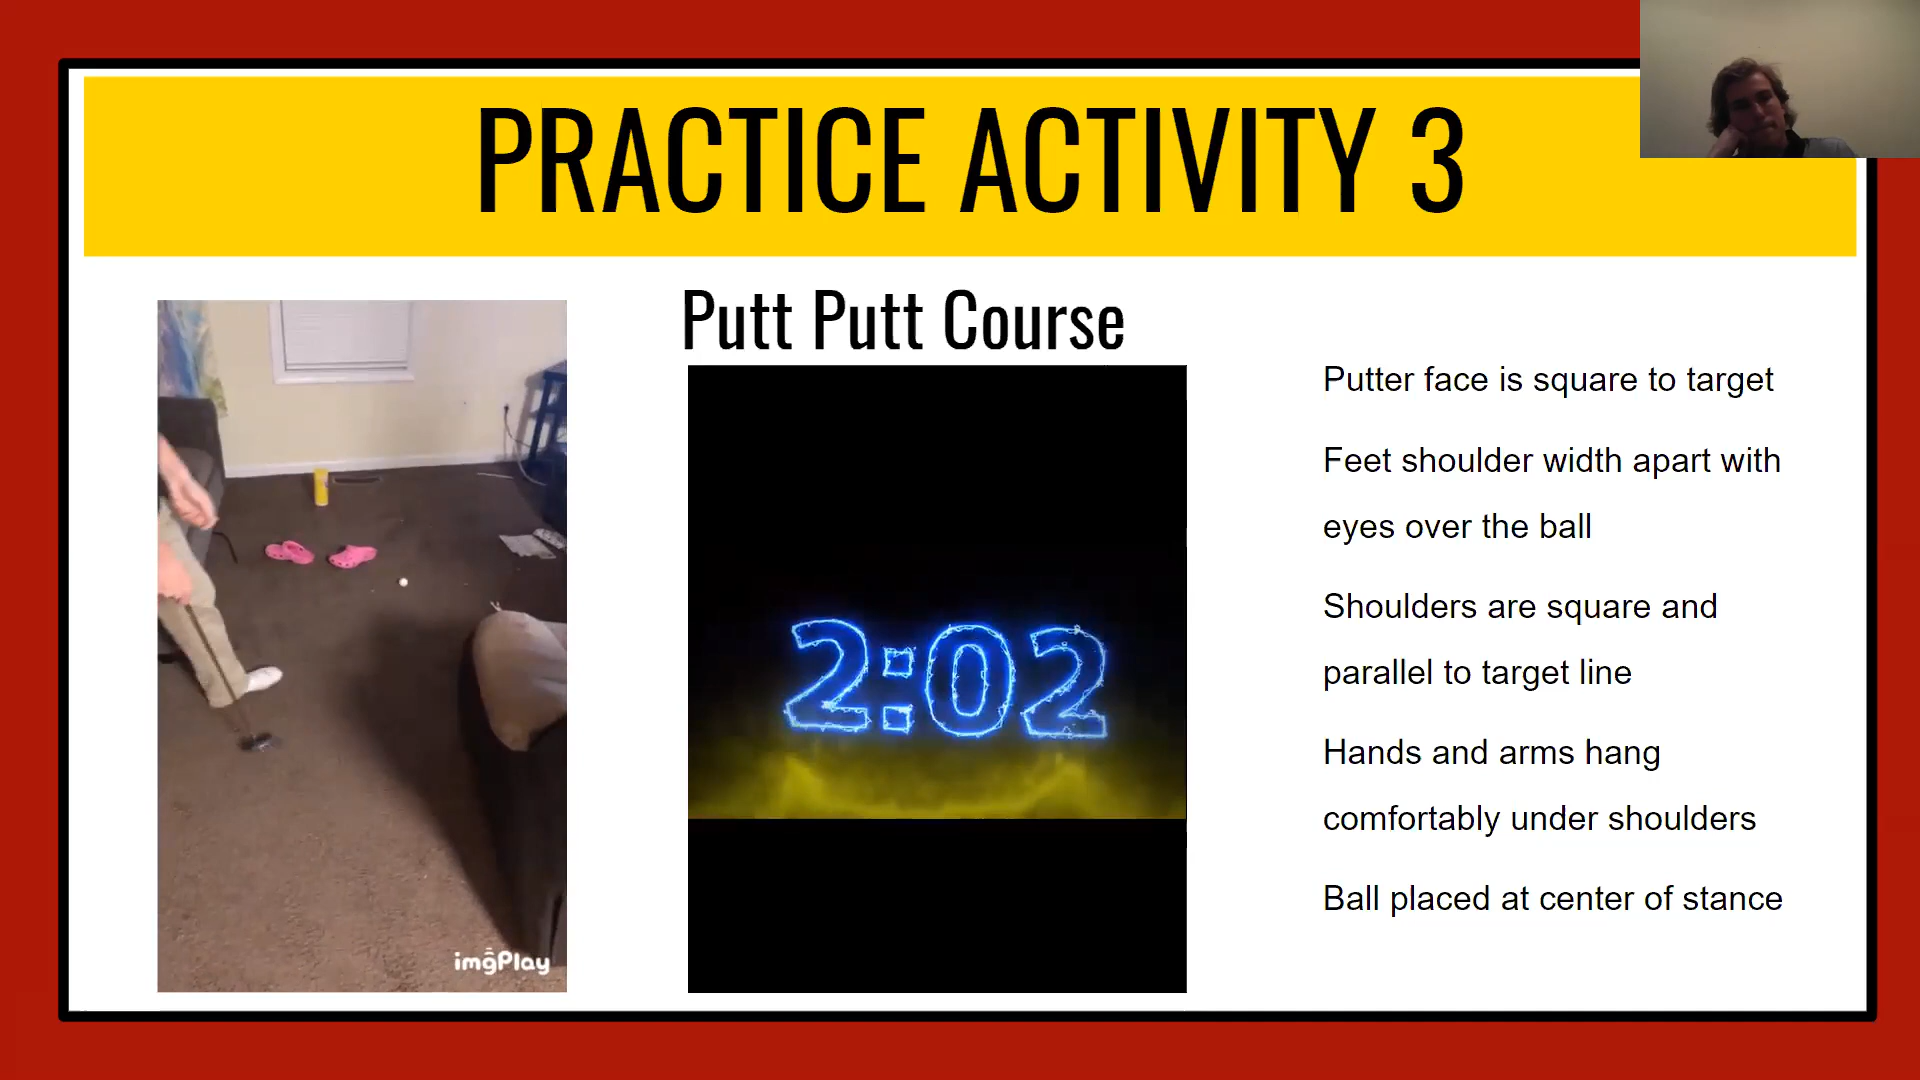 PRACTICE ACTIVITY 3
Putt Putt Course
2:02
Putter face is square to target
Feet shoulder width apart with
eyes over the ball
Shoulders are square and
parallel to target line
Hands and arms hang
comfortably under shoulders
Ball placed at center of stance
imgPlay